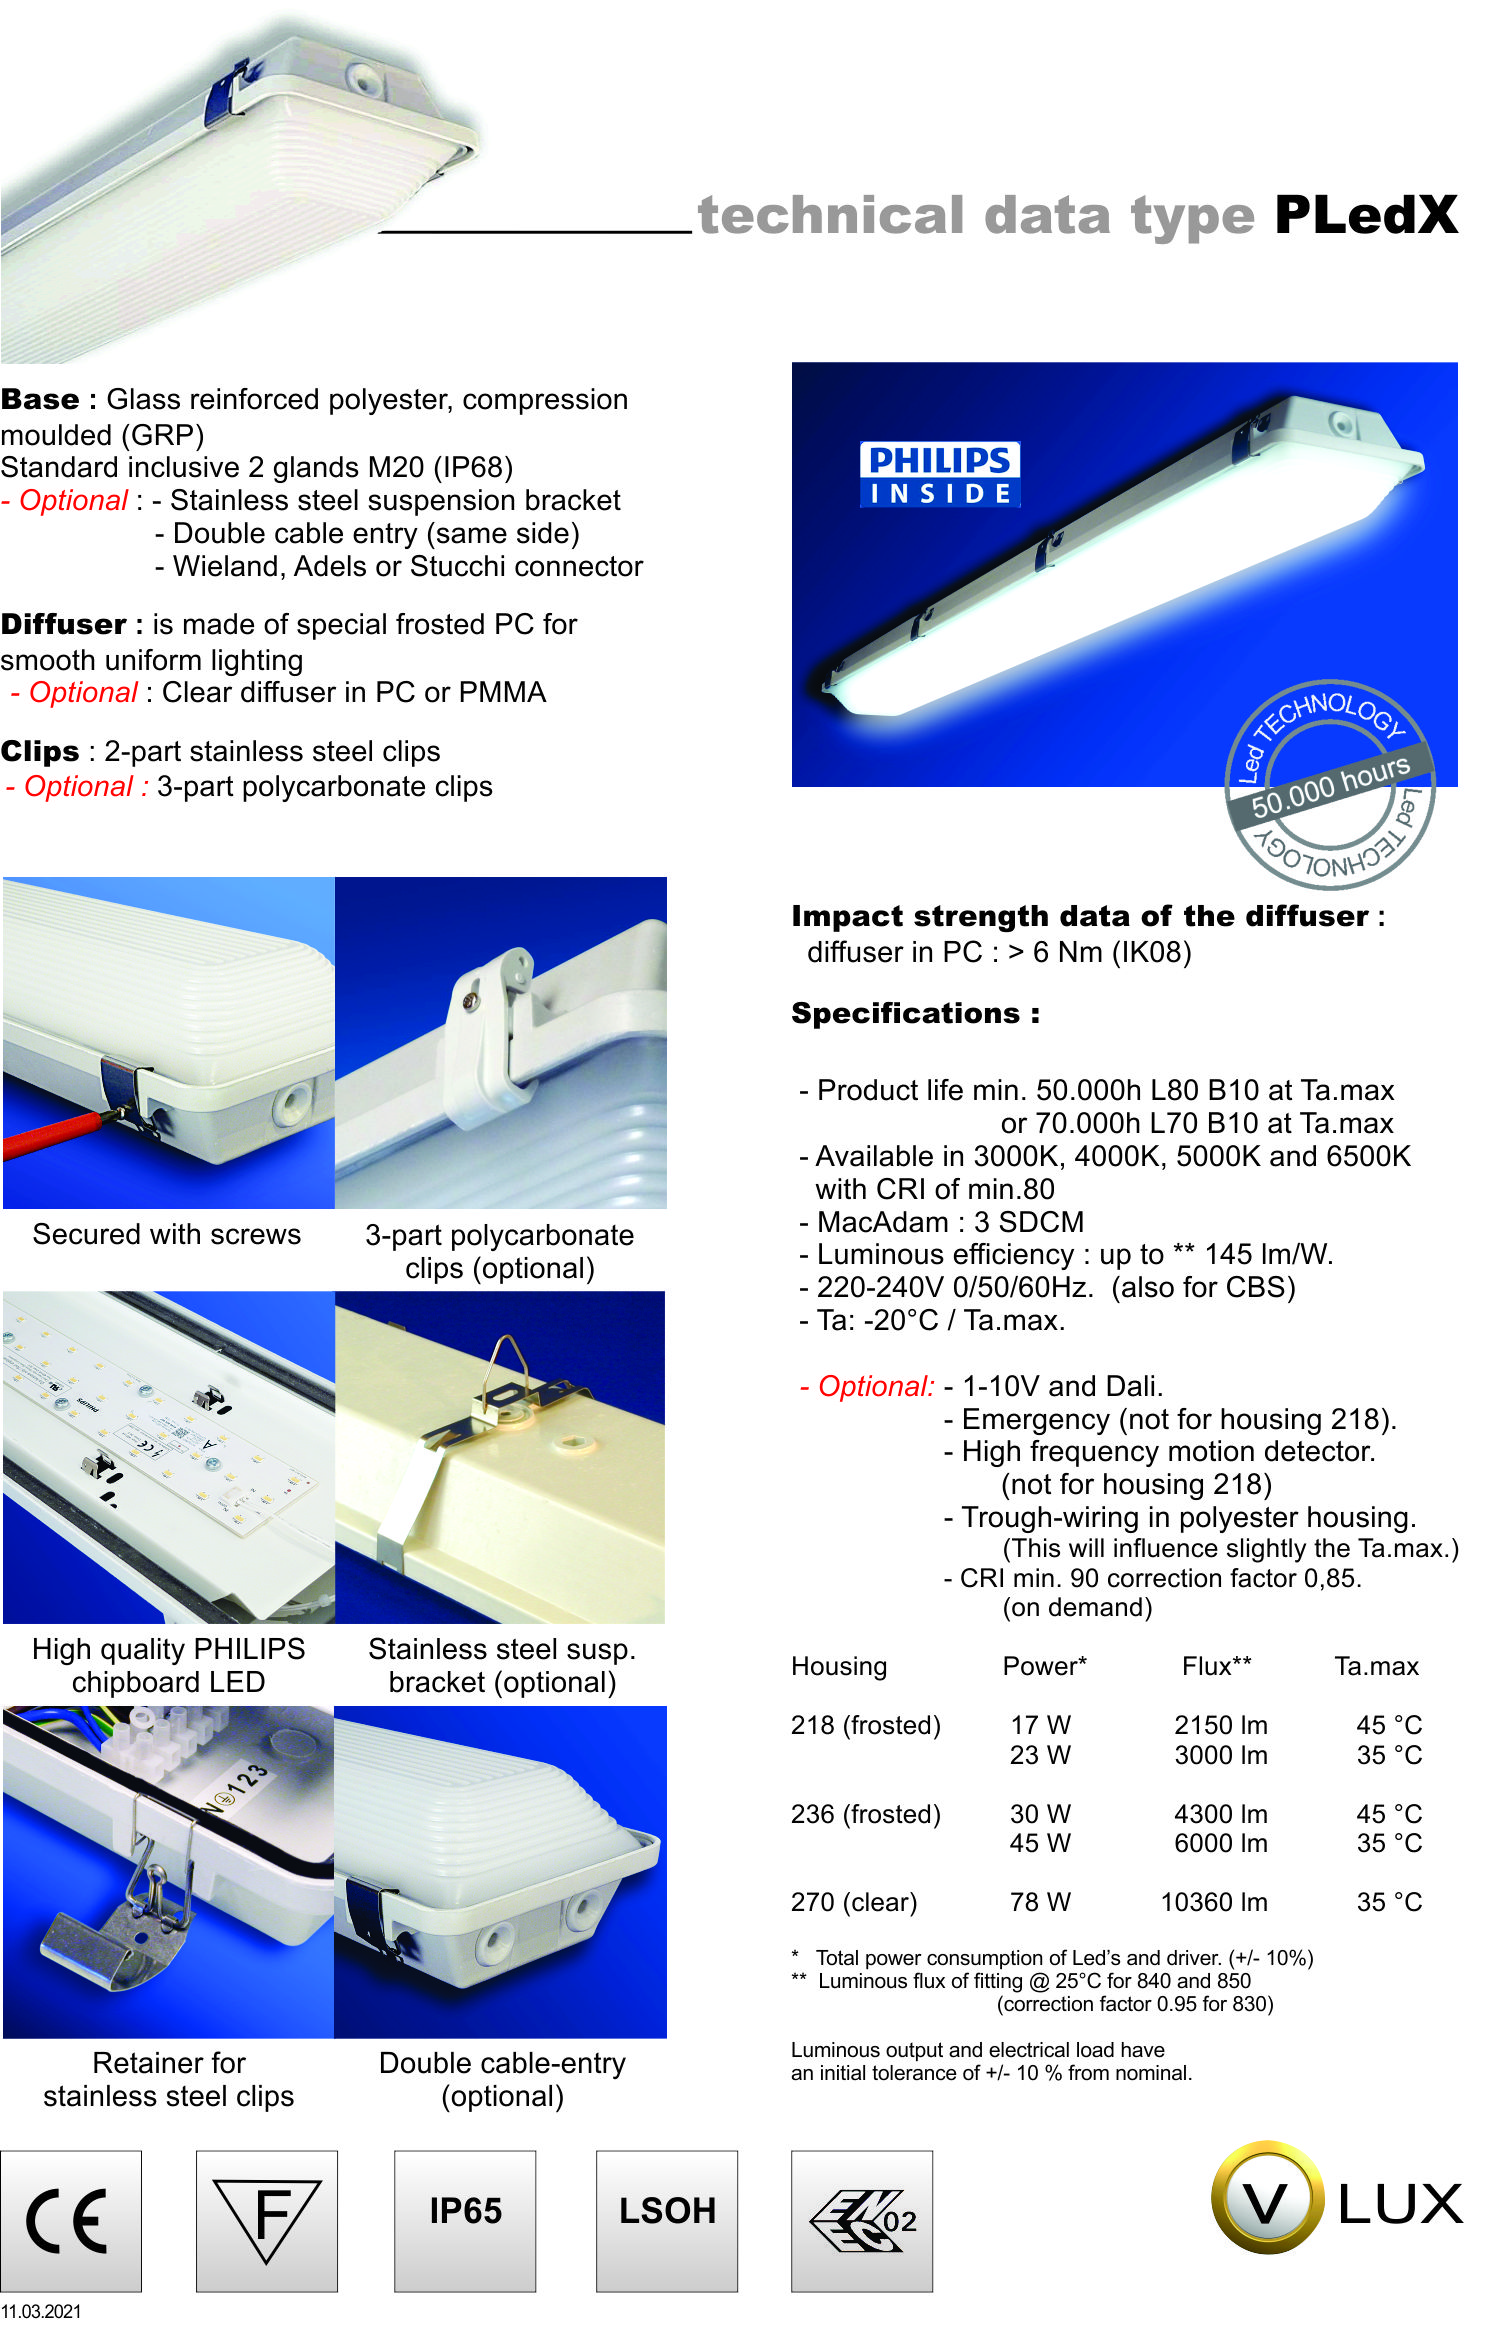 technical data type PLedX
Base : Glass reinforced polyester, compression
moulded (GRP)
Standard inclusive 2 glands M20 (IP68)
- Optional : - Stainless steel suspension bracket
- Double cable entry (same side)
- Wieland, Adels or Stucchi connector
Diffuser : is made of special frosted PC for
smooth uniform lighting
- Optional : Clear diffuser in PC or PMMA
Clips : 2-part stainless steel clips
- Optional : 3-part polycarbonate clips
Secured with screws
3-part polycarbonate
clips (optional)
PHILIPS
High quality PHILIPS
chipboard LED
Stainless steel susp.
bracket (optional)
N 123
Retainer for
stainless steel clips
Double cable-entry
(optional)
PHILIPS
INSIDE
Led TECHNOLOGY
50.000 hours
Led TECHNOLOGY
Impact strength data of the diffuser :
diffuser in PC : > 6 Nm (IK08)
Specifications :
- Product life min. 50.000h L80 B10 at Ta.max
or 70.000h L70 B10 at Ta.max
- Available in 3000K, 4000K, 5000K and 6500K
with CRI of min.80
- MacAdam : 3 SDCM
- Luminous efficiency : up to ** 145 lm/W.
- 220-240V 0/50/60Hz. (also for CBS)
- Ta: -20°C / Ta.max.
- Optional: - 1-10V and Dali.
- Emergency (not for housing 218).
- High frequency motion detector.
(not for housing 218)
- Trough-wiring in polyester housing.
(This will influence slightly the Ta.max.)
- CRI min. 90 correction factor 0,85.
(on demand)
Housing Power* Flux** Ta.max
218 (frosted) 17 W 2150 lm 45 °C
23 W 3000 lm 35 °C
236 (frosted) 30 W 4300 lm 45 °C
45 W 6000 lm 35 °C
270 (clear) 78 W 10360 lm 35 °C
* Total power consumption of Led's and driver. (+/- 10%)
** Luminous flux of fitting @ 25°C for 840 and 850
(correction factor 0.95 for 830)
Luminous output and electrical load have
an initial tolerance of +/- 10 % from nominal.
CE
F
IP65
LSOH
ENEC 02
V LUX
11.03.2021